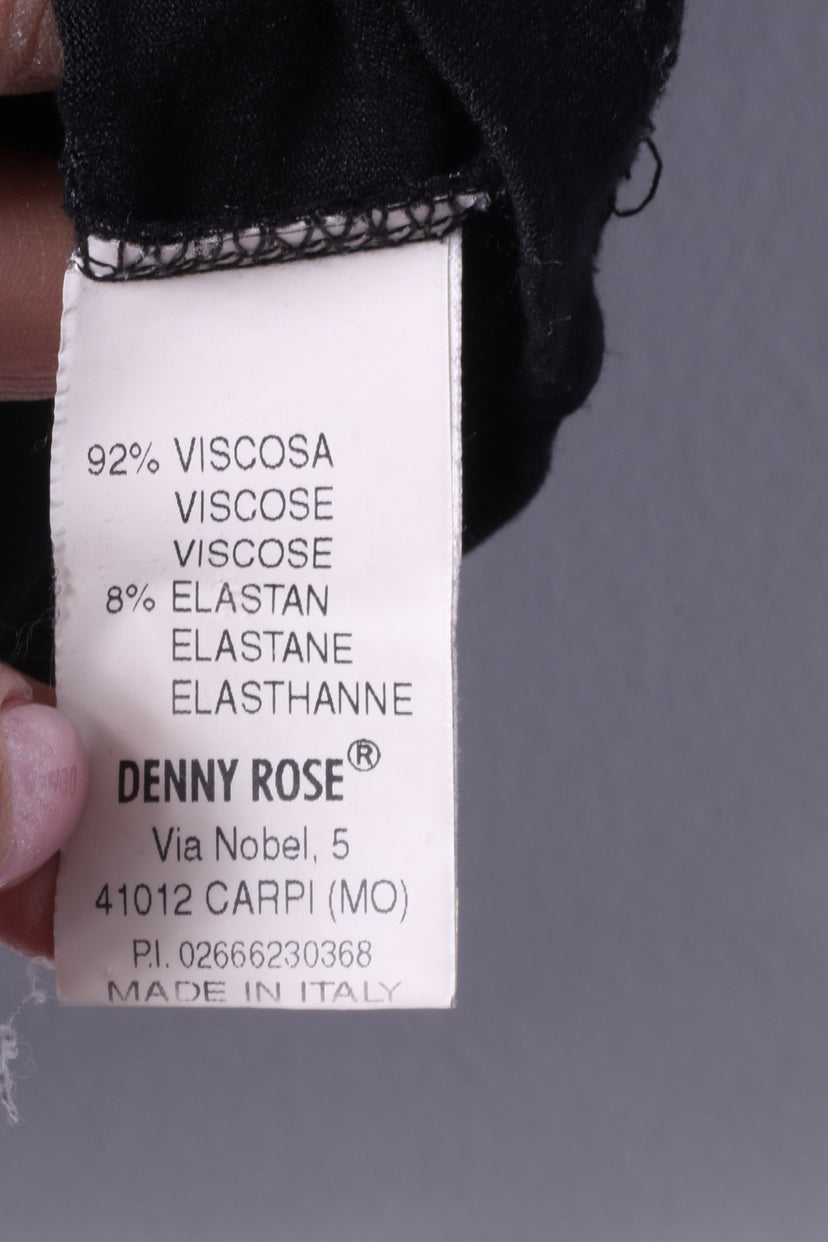 92% VISCOSA
VISCOSE
VISCOSE
8% ELASTAN
ELASTANE
ELASTHANNE
DENNY ROSE®
Via Nobel, 5
41012 CARPI (MO)
P.I. 02666230368
MADE IN ITALY